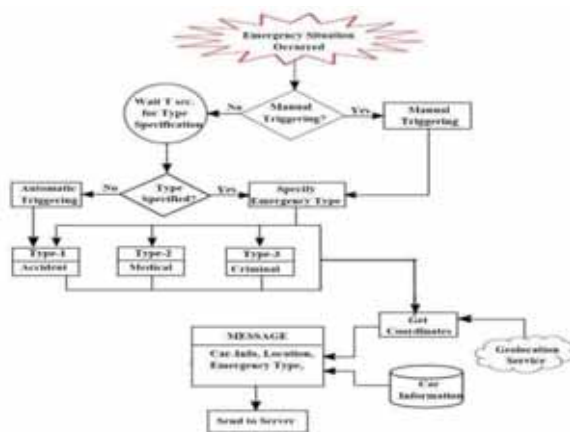 Emergency Situation
Occurred
Wait T sec.
for Type
Specification
No
Manual
Triggering?
Yes
Manual
Triggering
Automatic
Triggering
No
Type
Specified?
Yes
Specify
Emergency Type
Type-1
Accident
Type-2
Medical
Type-3
Criminal
Get
Coordinates
Geolocation
Service
MESSAGE
Car-Info, Location,
Emergency Type,
Car
Information
Send to Server